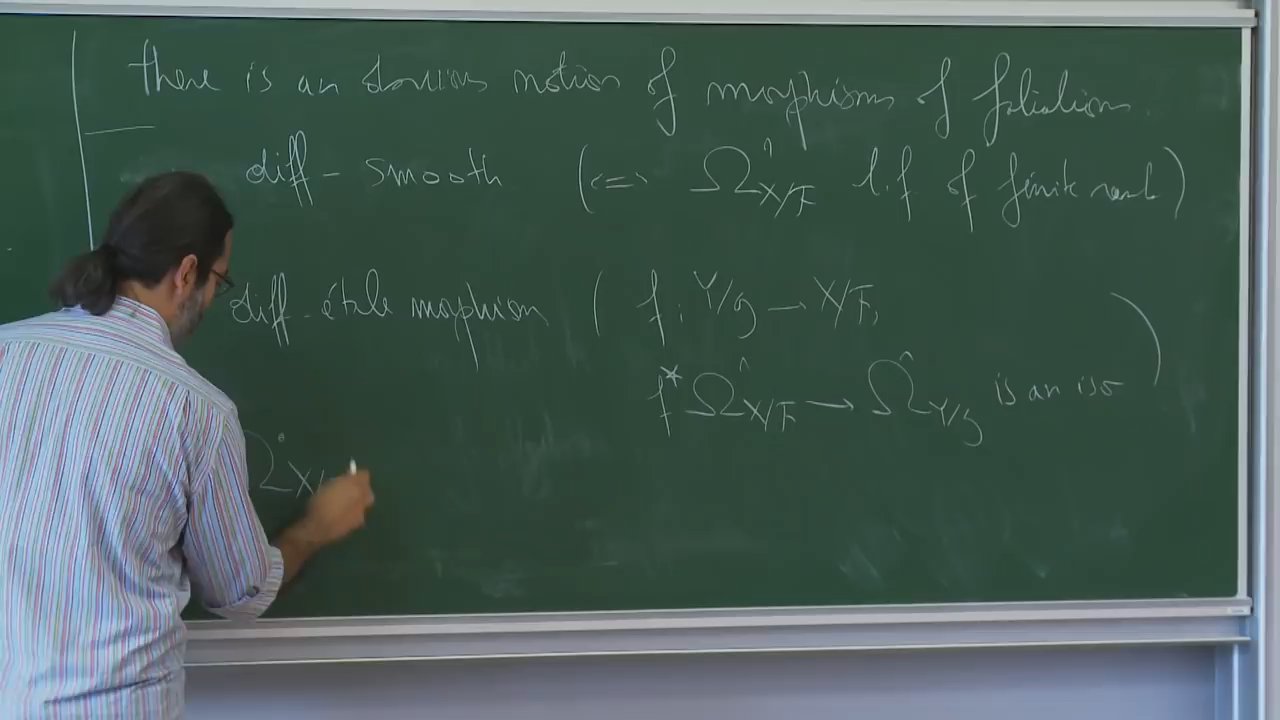 there is an obvious notion of morphisms of foliations.
diff-smooth (<=> Ω^1_{X/F} l.f of finite rank)
diff-étale morphism ( f: Y/g → X/F,
f* Ω^1_{X/F} → Ω^1_{Y/g} is an iso )
Ω^1_{X/